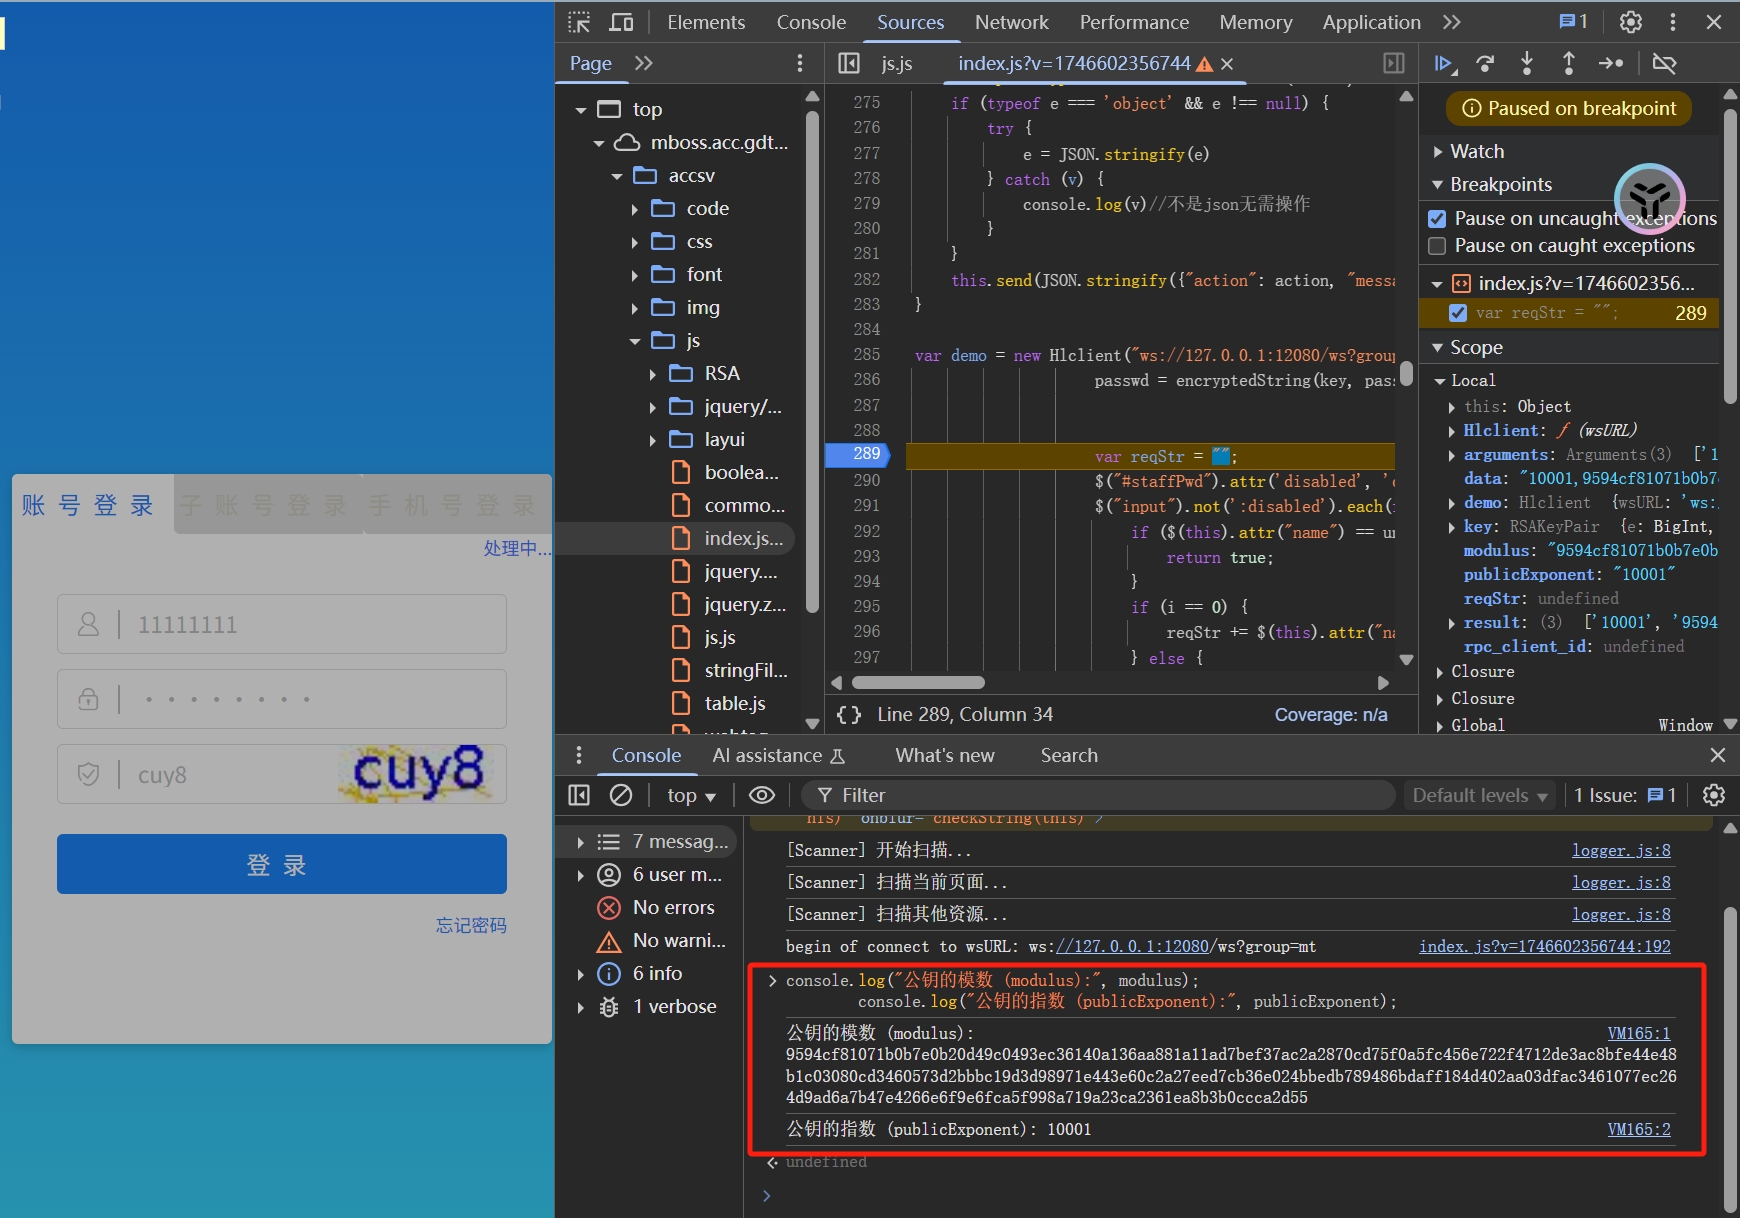 账号登录
子账号登录
手机号登录
处理中...
11111111
cuy8
cuy8
登 录
忘记密码
Elements
Console
Sources
Network
Performance
Memory
Application
1
Page
js.js
index.js?v=1746602356744
top
mboss.acc.gdt...
accsv
code
css
font
img
js
RSA
jquery/...
layui
boolea...
commo...
index.js...
jquery....
jquery.z...
js.js
stringFil...
table.js
275 if (typeof e === 'object' && e !== null) {
276 try {
277 e = JSON.stringify(e)
278 } catch (v) {
279 console.log(v)//不是json无需操作
280 }
281 }
282 this.send(JSON.stringify({"action": action, "messa
283 }
284
285 var demo = new Hlclient("ws://127.0.0.1:12080/ws?group
286 passwd = encryptedString(key, pass
287
288
289 var reqStr = "";
290 $("#staffPwd").attr('disabled', 'd
291 $("input").not(':disabled').each(
292 if ($(this).attr("name") == un
293 return true;
294 }
295 if (i == 0) {
296 reqStr += $(this).attr("na
297 } else {
{} Line 289, Column 34
Coverage: n/a
Paused on breakpoint
Watch
Breakpoints
Pause on uncaught exceptions
Pause on caught exceptions
index.js?v=1746602356...
var reqStr = ""; 289
Scope
Local
this: Object
Hlclient: ƒ (wsURL)
arguments: Arguments(3) ['1
data: "10001,9594cf81071b0b7
demo: Hlclient {wsURL: 'ws:
key: RSAKeyPair {e: BigInt,
modulus: "9594cf81071b0b7e0b
publicExponent: "10001"
reqStr: undefined
result: (3) ['10001', '9594
rpc_client_id: undefined
Closure
Closure
Global Window
Console
AI assistance
What's new
Search
top
Filter
Default levels
1 Issue: 1
7 messag...
6 user m...
No errors
No warni...
6 info
1 verbose
his)" onblur="checkString(this)"/>
[Scanner] 开始扫描... logger.js:8
[Scanner] 扫描当前页面... logger.js:8
[Scanner] 扫描其他资源... logger.js:8
begin of connect to wsURL: ws://127.0.0.1:12080/ws?group=mt index.js?v=1746602356744:192
console.log("公钥的模数 (modulus):", modulus);
console.log("公钥的指数 (publicExponent):", publicExponent);
公钥的模数 (modulus): VM165:1
9594cf81071b0b7e0b20d49c0493ec36140a136aa881a11ad7bef37ac2a2870cd75f0a5fc456e722f4712de3ac8bfe44e48
b1c03080cd3460573d2bbbc19d3d98971e443e60c2a27eed7cb36e024bbedb789486bdaff184d402aa03dfac3461077ec26
4d9ad6a7b47e4266e6f9e6fca5f998a719a23ca2361ea8b3b0ccca2d55
公钥的指数 (publicExponent): 10001 VM165:2
undefined